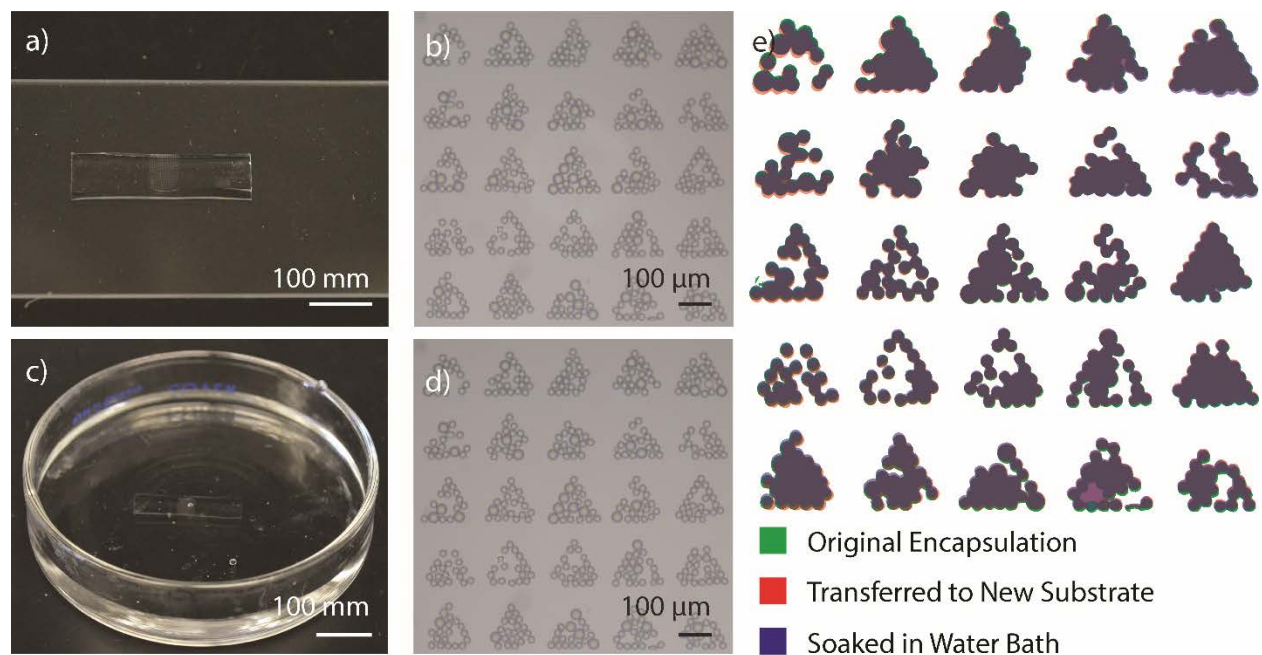 a)
100 mm
b)
100 µm
c)
100 mm
d)
100 µm
e)
Original Encapsulation
Transferred to New Substrate
Soaked in Water Bath